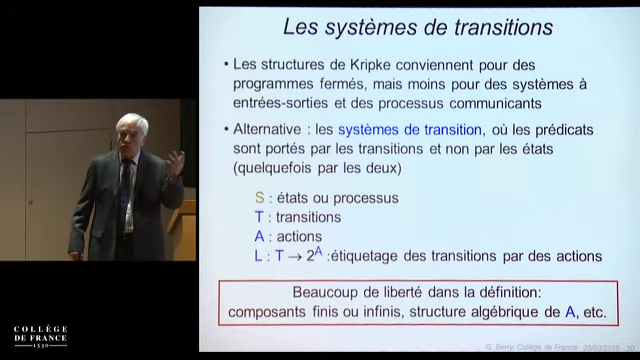 Les systèmes de transitions
• Les structures de Kripke conviennent pour des
programmes fermés, mais moins pour des systèmes à
entrées-sorties et des processus communicants
• Alternative : les systèmes de transition, où les prédicats
sont portés par les transitions et non par les états
(quelquefois par les deux)
S : états ou processus
T : transitions
A : actions
L : T → 2^A :étiquetage des transitions par des actions
Beaucoup de liberté dans la définition:
composants finis ou infinis, structure algébrique de A, etc.
COLLÈGE
DE FRANCE
1530
G. Berry, Collège de France 25/03/2015 30